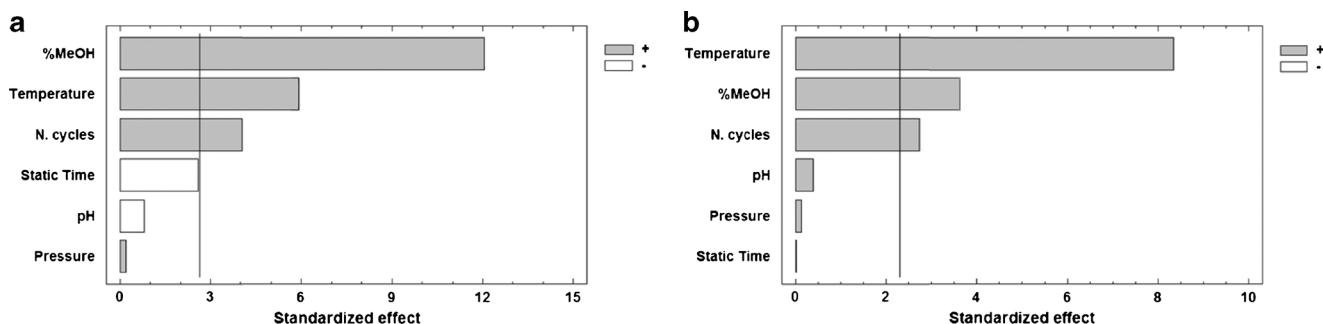 a
%MeOH
Temperature
N. cycles
Static Time
pH
Pressure
0 3 6 9 12 15
Standardized effect
+
-
b
Temperature
%MeOH
N. cycles
pH
Pressure
Static Time
0 2 4 6 8 10
Standardized effect
+
-